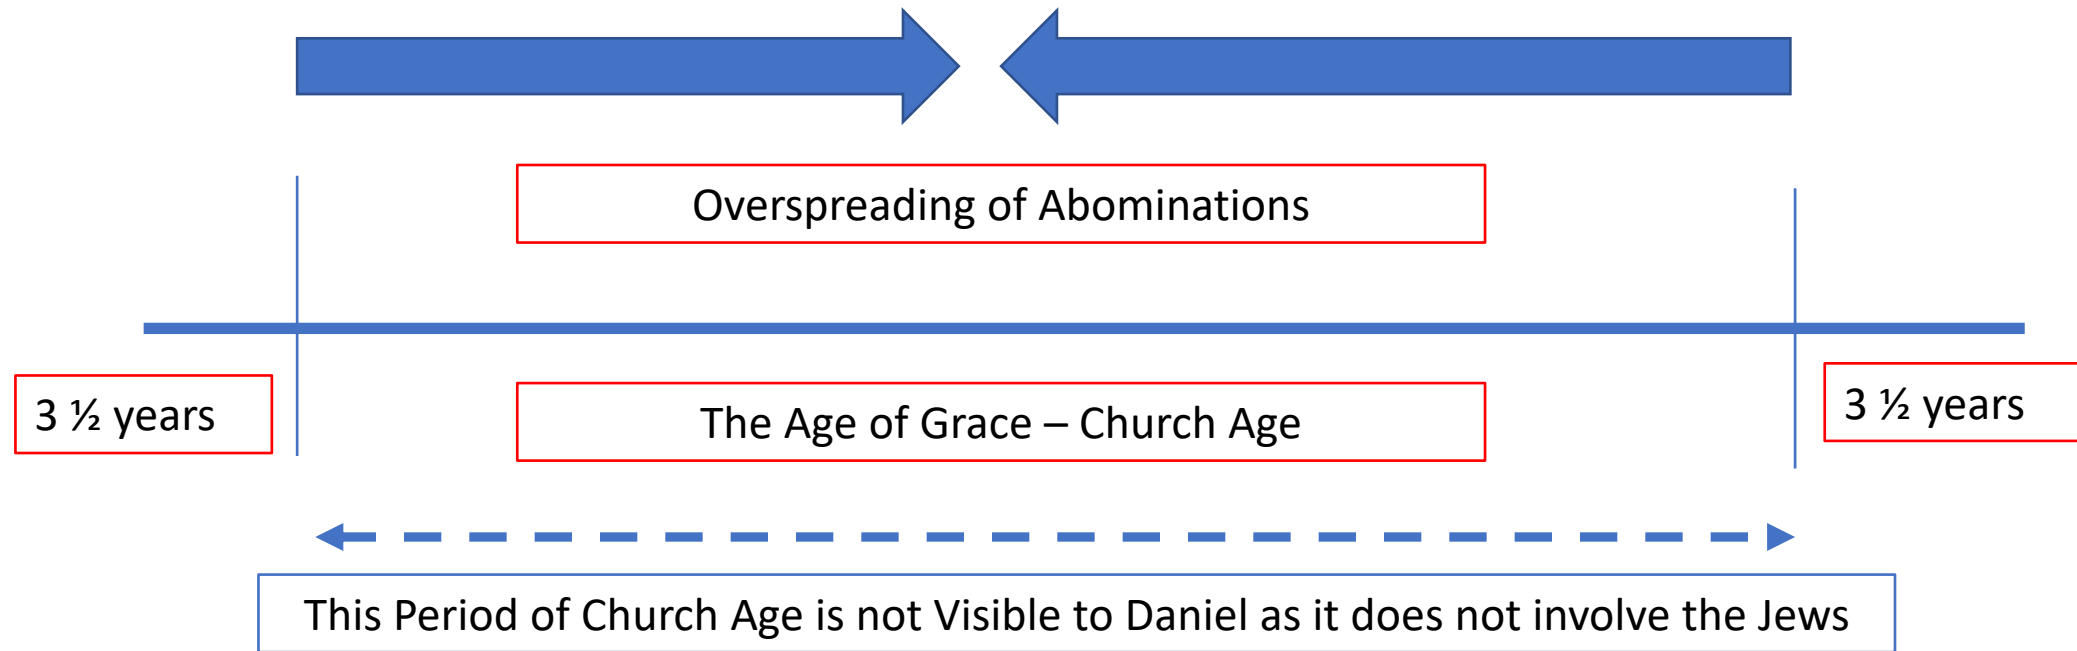 Overspreading of Abominations
3 ½ years
The Age of Grace – Church Age
3 ½ years
This Period of Church Age is not Visible to Daniel as it does not involve the Jews